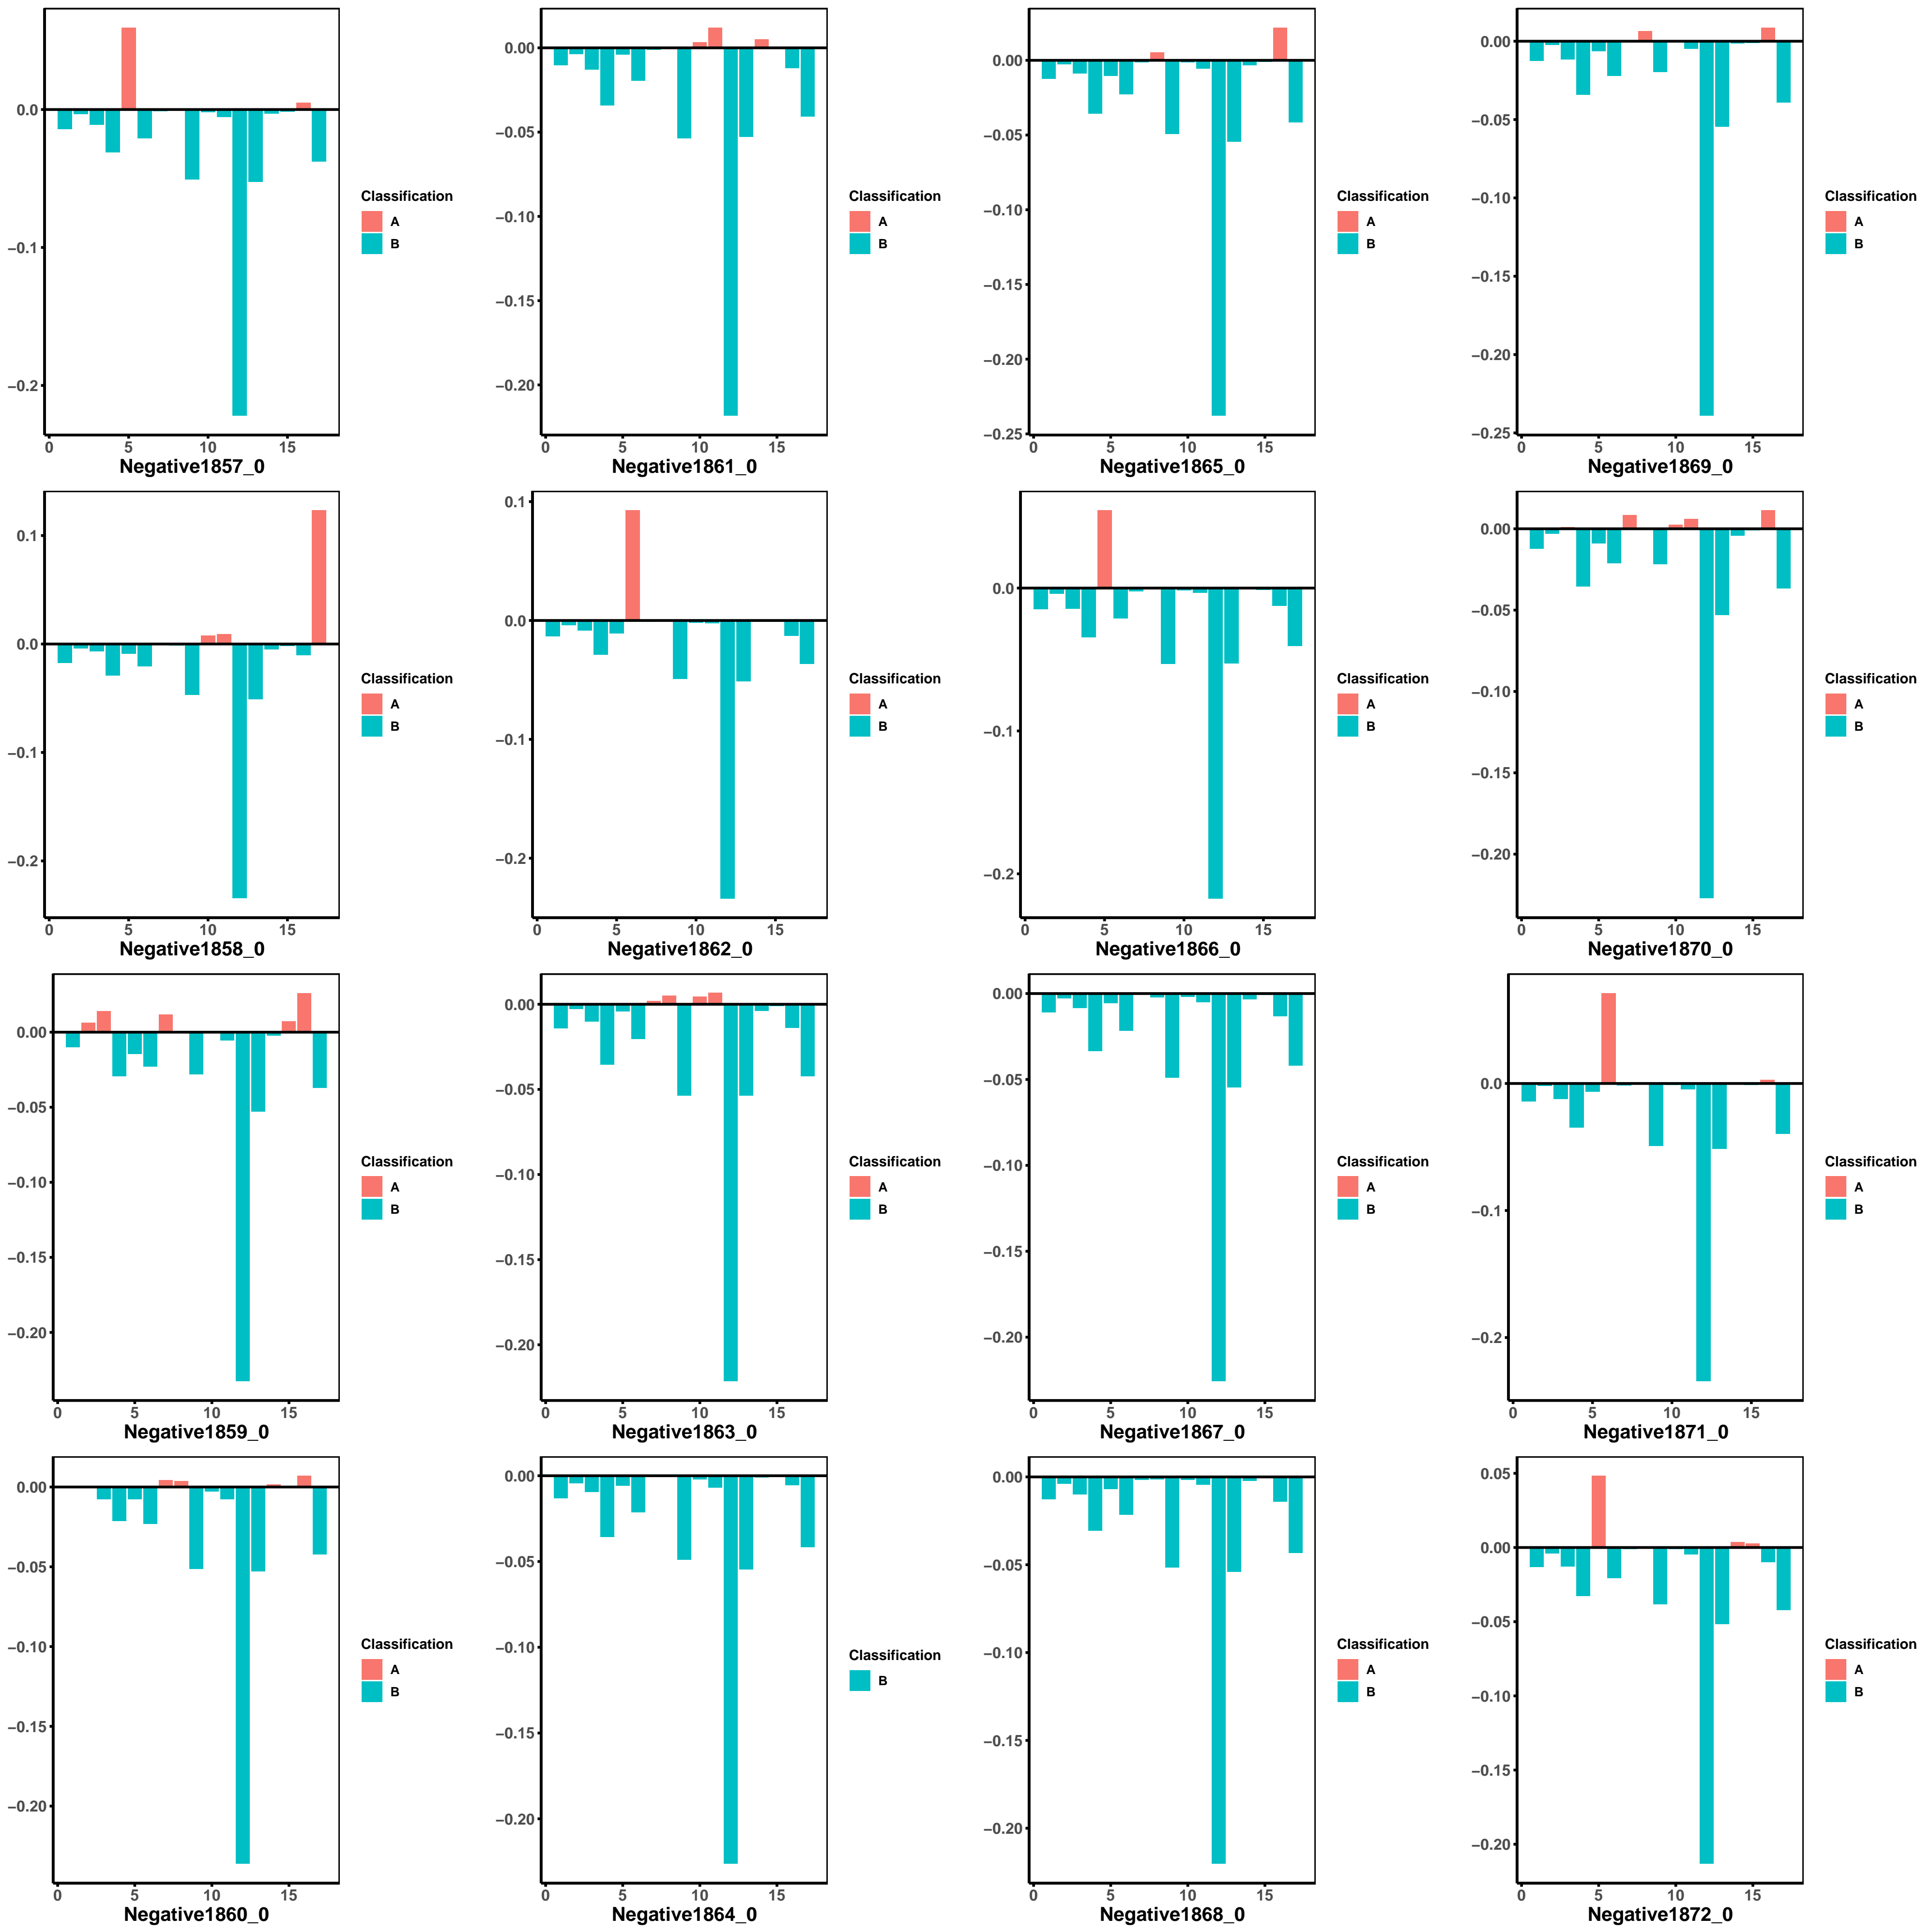 0.0
−0.1
−0.2
0 5 10 15
Negative1857_0
Classification
A
B
0.00
−0.05
−0.10
−0.15
−0.20
0 5 10 15
Negative1861_0
Classification
A
B
0.00
−0.05
−0.10
−0.15
−0.20
−0.25
0 5 10 15
Negative1865_0
Classification
A
B
0.00
−0.05
−0.10
−0.15
−0.20
−0.25
0 5 10 15
Negative1869_0
Classification
A
B
0.1
0.0
−0.1
−0.2
0 5 10 15
Negative1858_0
Classification
A
B
0.1
0.0
−0.1
−0.2
0 5 10 15
Negative1862_0
Classification
A
B
0.0
−0.1
−0.2
0 5 10 15
Negative1866_0
Classification
A
B
0.00
−0.05
−0.10
−0.15
−0.20
0 5 10 15
Negative1870_0
Classification
A
B
0.00
−0.05
−0.10
−0.15
−0.20
0 5 10 15
Negative1859_0
Classification
A
B
0.00
−0.05
−0.10
−0.15
−0.20
0 5 10 15
Negative1863_0
Classification
A
B
0.00
−0.05
−0.10
−0.15
−0.20
0 5 10 15
Negative1867_0
Classification
A
B
0.0
−0.1
−0.2
0 5 10 15
Negative1871_0
Classification
A
B
0.00
−0.05
−0.10
−0.15
−0.20
0 5 10 15
Negative1860_0
Classification
A
B
0.00
−0.05
−0.10
−0.15
−0.20
0 5 10 15
Negative1864_0
Classification
B
0.00
−0.05
−0.10
−0.15
−0.20
0 5 10 15
Negative1868_0
Classification
A
B
0.05
0.00
−0.05
−0.10
−0.15
−0.20
0 5 10 15
Negative1872_0
Classification
A
B